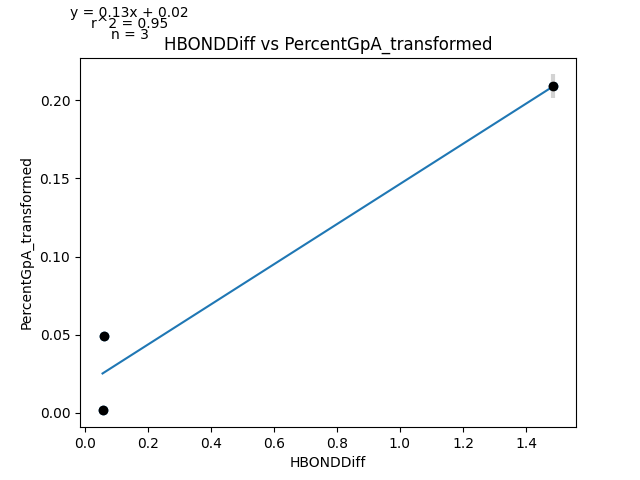 y = 0.13x + 0.02
r^2 = 0.95
n = 3
HBONDDiff vs PercentGpA_transformed
PercentGpA_transformed
0.20
0.15
0.10
0.05
0.00
0.0 0.2 0.4 0.6 0.8 1.0 1.2 1.4
HBONDDiff